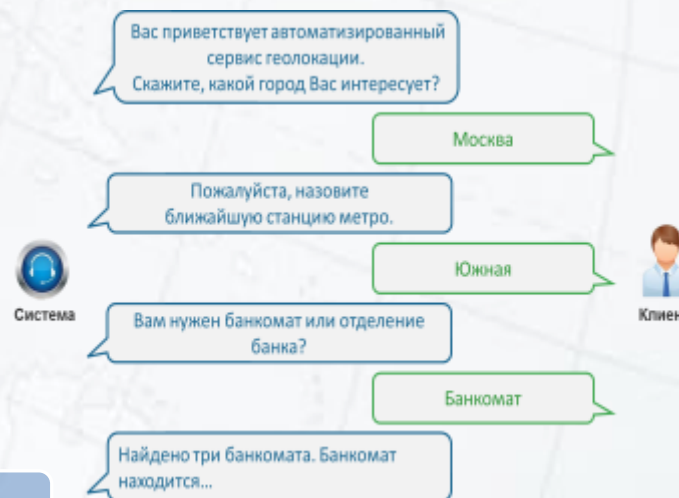 Вас приветствует автоматизированный
сервис геолокации.
Скажите, какой город Вас интересует?
Москва
Пожалуйста, назовите
ближайшую станцию метро.
Южная
Система
Клиен
Вам нужен банкомат или отделение
банка?
Банкомат
Найдено три банкомата. Банкомат
находится...